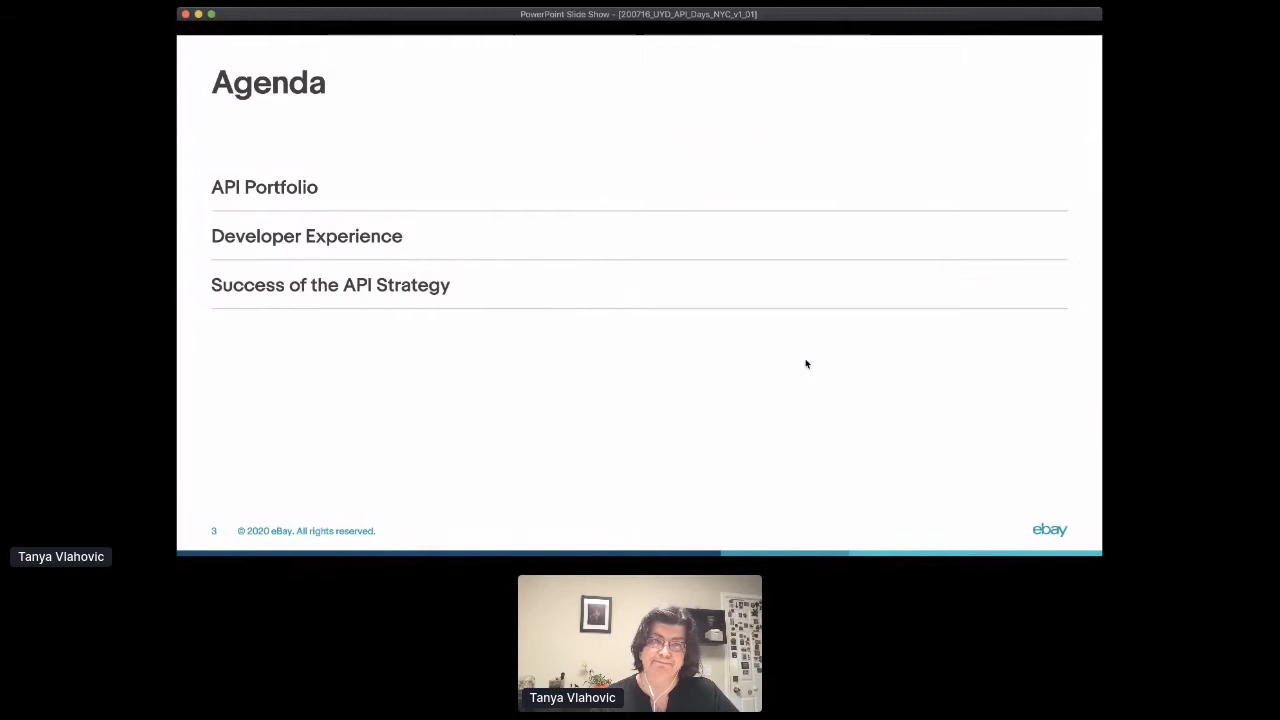 PowerPoint Slide Show - [200716_UYD_API_Days_NYC_v1_01]
Agenda
API Portfolio
Developer Experience
Success of the API Strategy
3 © 2020 eBay. All rights reserved.
ebay
Tanya Vlahovic
Tanya Vlahovic